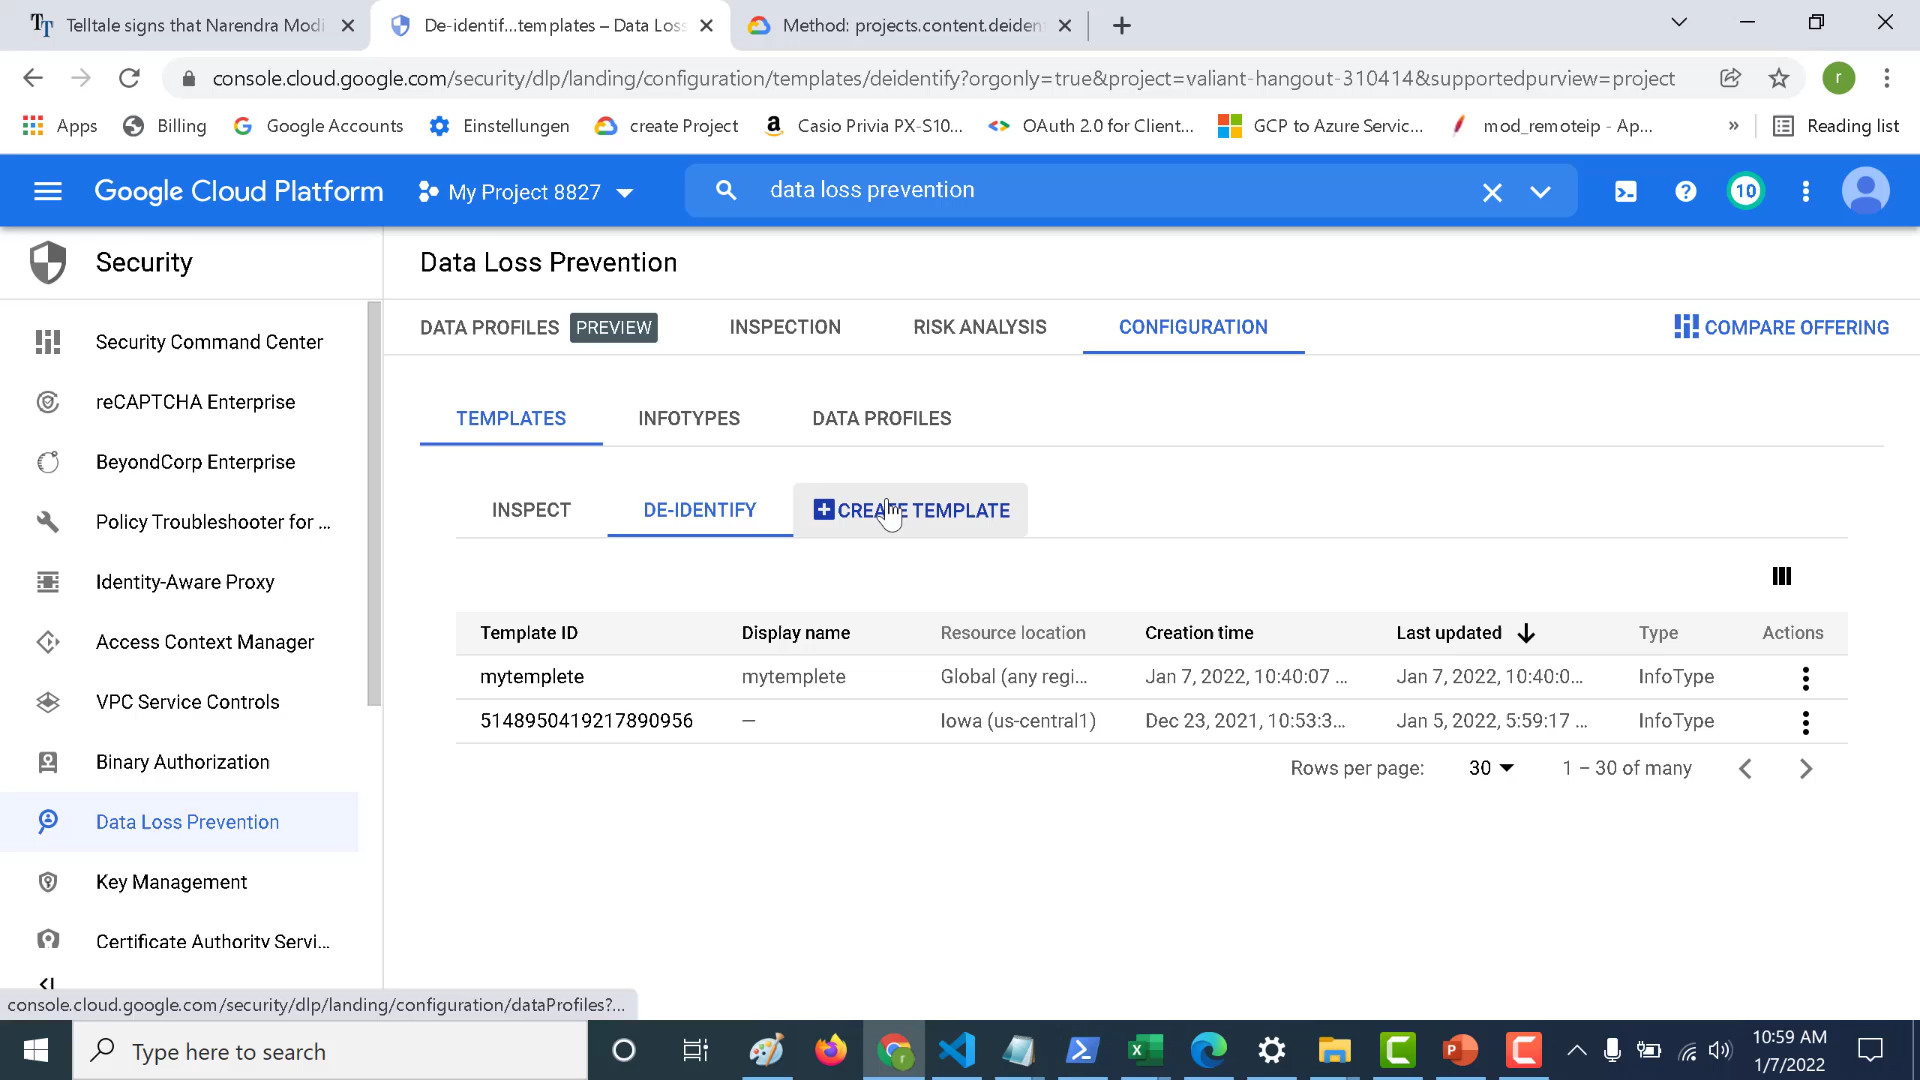 Telltale signs that Narendra Modi
De-identif...templates – Data Loss
Method: projects.content.deiden
console.cloud.google.com/security/dlp/landing/configuration/templates/deidentify?orgonly=true&project=valiant-hangout-310414&supportedpurview=project
r
Apps
Billing
Google Accounts
Einstellungen
create Project
Casio Privia PX-S10...
OAuth 2.0 for Client...
GCP to Azure Servic...
mod_remoteip - Ap...
»
Reading list
Google Cloud Platform
My Project 8827
data loss prevention
10
Security
Data Loss Prevention
DATA PROFILES PREVIEW
INSPECTION
RISK ANALYSIS
CONFIGURATION
COMPARE OFFERING
Security Command Center
reCAPTCHA Enterprise
BeyondCorp Enterprise
Policy Troubleshooter for ...
Identity-Aware Proxy
Access Context Manager
VPC Service Controls
Binary Authorization
Data Loss Prevention
Key Management
Certificate Authority Servi...
TEMPLATES
INFOTYPES
DATA PROFILES
INSPECT
DE-IDENTIFY
CREATE TEMPLATE
Template ID Display name Resource location Creation time Last updated Type Actions
mytemplete mytemplete Global (any regi... Jan 7, 2022, 10:40:07 ... Jan 7, 2022, 10:40:0... InfoType
5148950419217890956 — Iowa (us-central1) Dec 23, 2021, 10:53:3... Jan 5, 2022, 5:59:17 ... InfoType
Rows per page: 30 1 – 30 of many
console.cloud.google.com/security/dlp/landing/configuration/dataProfiles?...
Type here to search
10:59 AM
1/7/2022